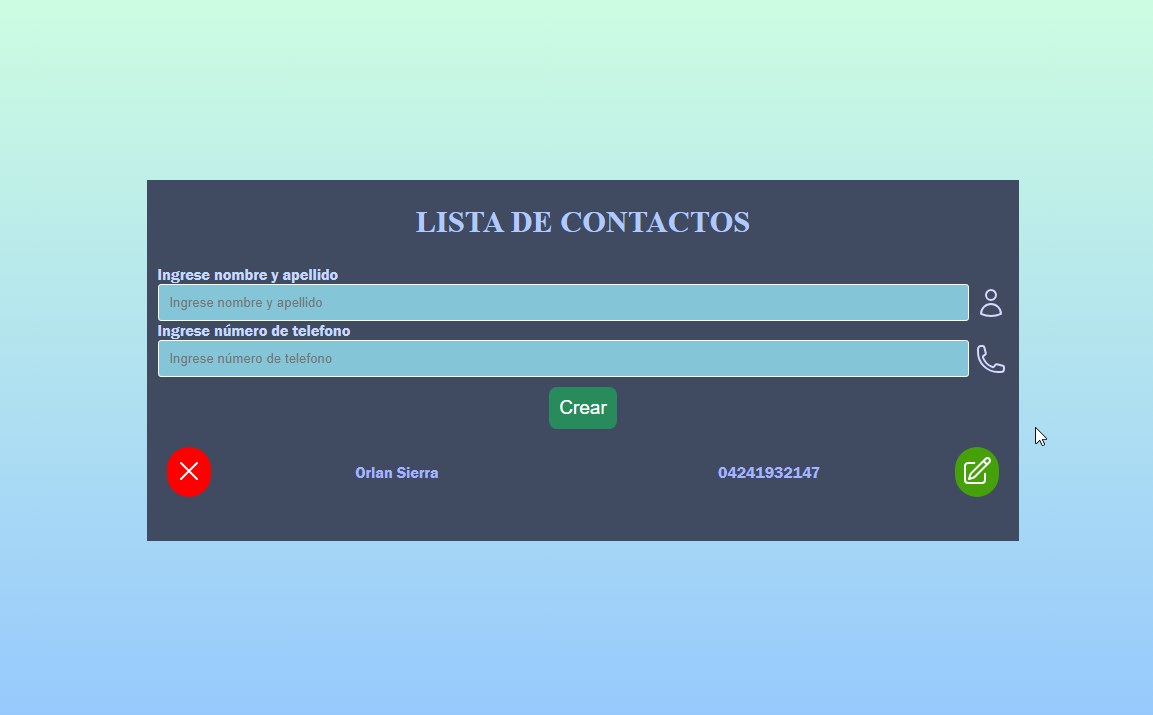 LISTA DE CONTACTOS
Ingrese nombre y apellido
Ingrese nombre y apellido
Ingrese número de telefono
Ingrese número de telefono
Crear
Orlan Sierra 04241932147